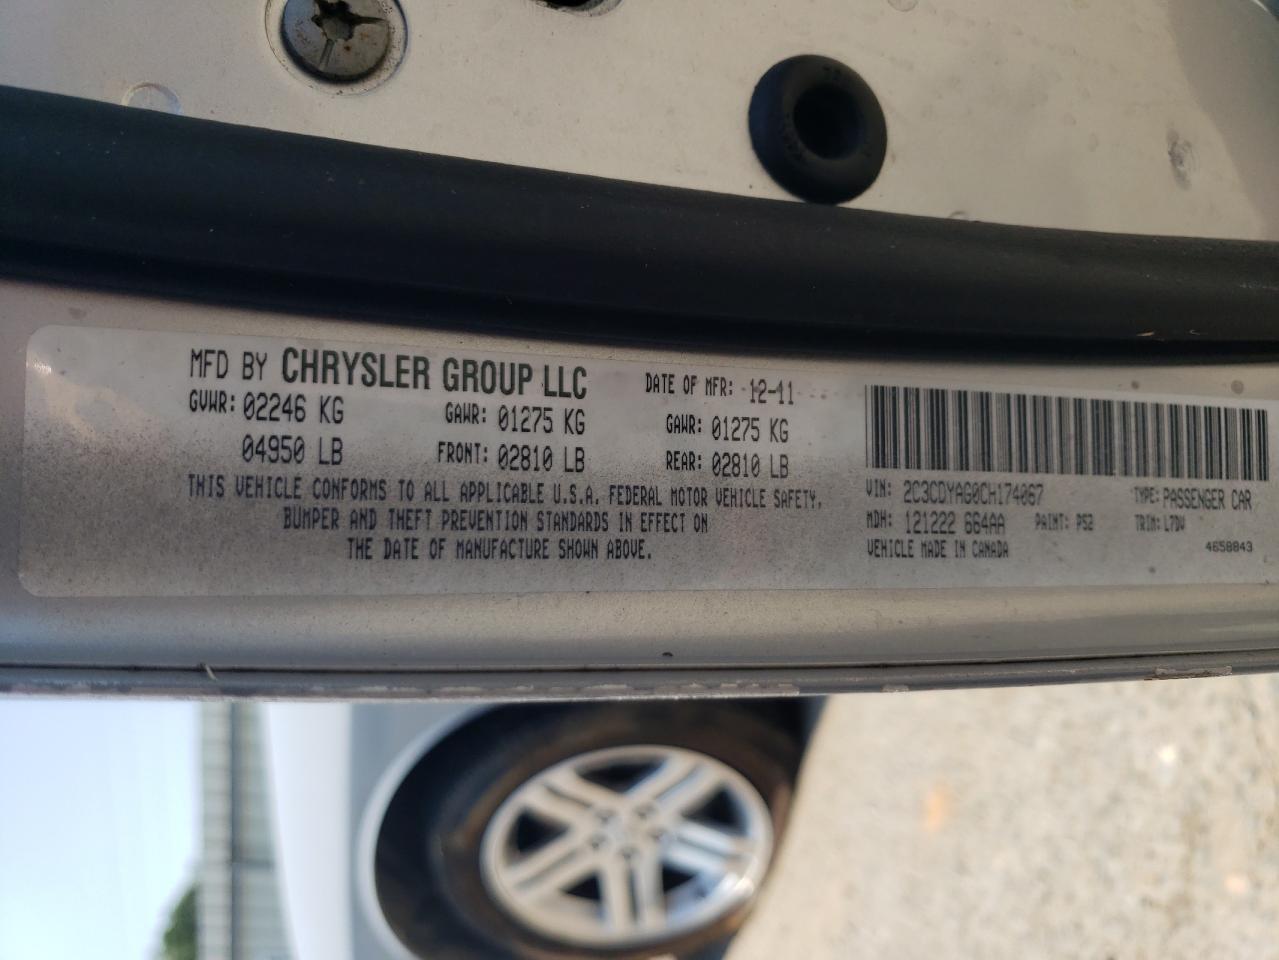 MFD BY CHRYSLER GROUP LLC DATE OF MFR: 12-11
GVWR: 02246 KG GAWR: 01275 KG GAWR: 01275 KG
04950 LB FRONT: 02810 LB REAR: 02810 LB
THIS VEHICLE CONFORMS TO ALL APPLICABLE U.S.A. FEDERAL MOTOR VEHICLE SAFETY,
BUMPER AND THEFT PREVENTION STANDARDS IN EFFECT ON
THE DATE OF MANUFACTURE SHOWN ABOVE.
VIN: 2C3CDYAG0CH174067 TYPE: PASSENGER CAR
MDH: 121222 664AA PAINT: PS2 TRIM: L7DV
VEHICLE MADE IN CANADA 4658843